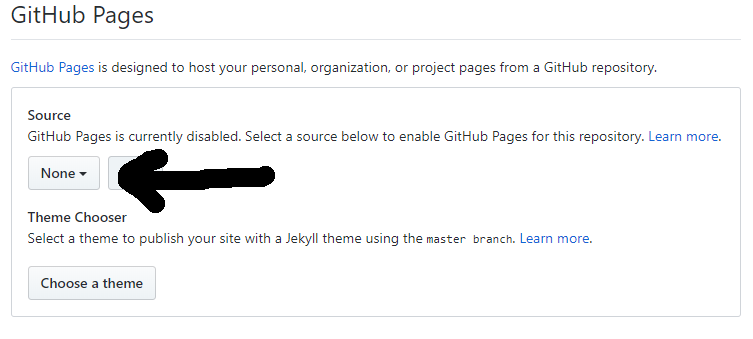 GitHub Pages
GitHub Pages is designed to host your personal, organization, or project pages from a GitHub repository.
Source
GitHub Pages is currently disabled. Select a source below to enable GitHub Pages for this repository. Learn more.
None
Theme Chooser
Select a theme to publish your site with a Jekyll theme using the master branch. Learn more.
Choose a theme